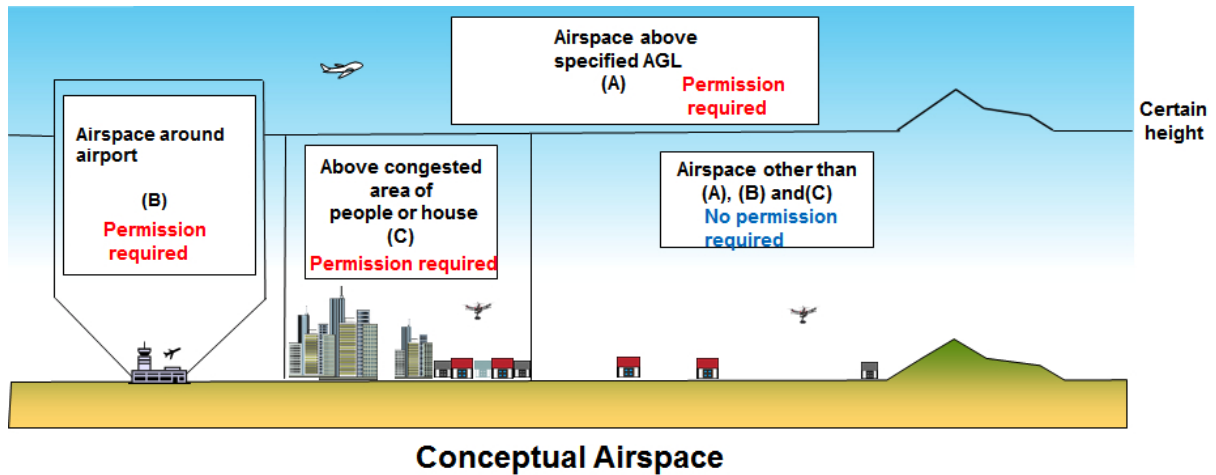 Airspace above
specified AGL
(A) Permission
required
Certain
height
Airspace around
airport
(B)
Permission
required
Above congested
area of
people or house
(C)
Permission required
Airspace other than
(A), (B) and(C)
No permission
required
Conceptual Airspace